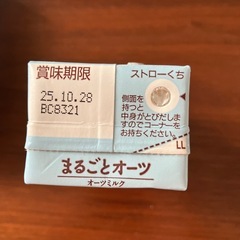 賞味期限
25.10.28
BC8321
ストローくち
側面を
持つと
中身がとびだしま
すのでコーナーを
お持ちください。
LL
まるごとオーツ
オーツミルク